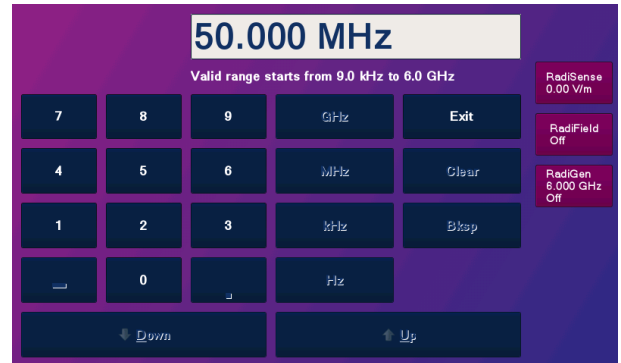 50.000 MHz
Valid range starts from 9.0 kHz to 6.0 GHz
RadiSense
0.00 V/m
RadiField
Off
RadiGen
6.000 GHz
Off
7 8 9 GHz Exit
4 5 6 MHz Clear
1 2 3 kHz Bksp
– 0 . Hz
Down Up